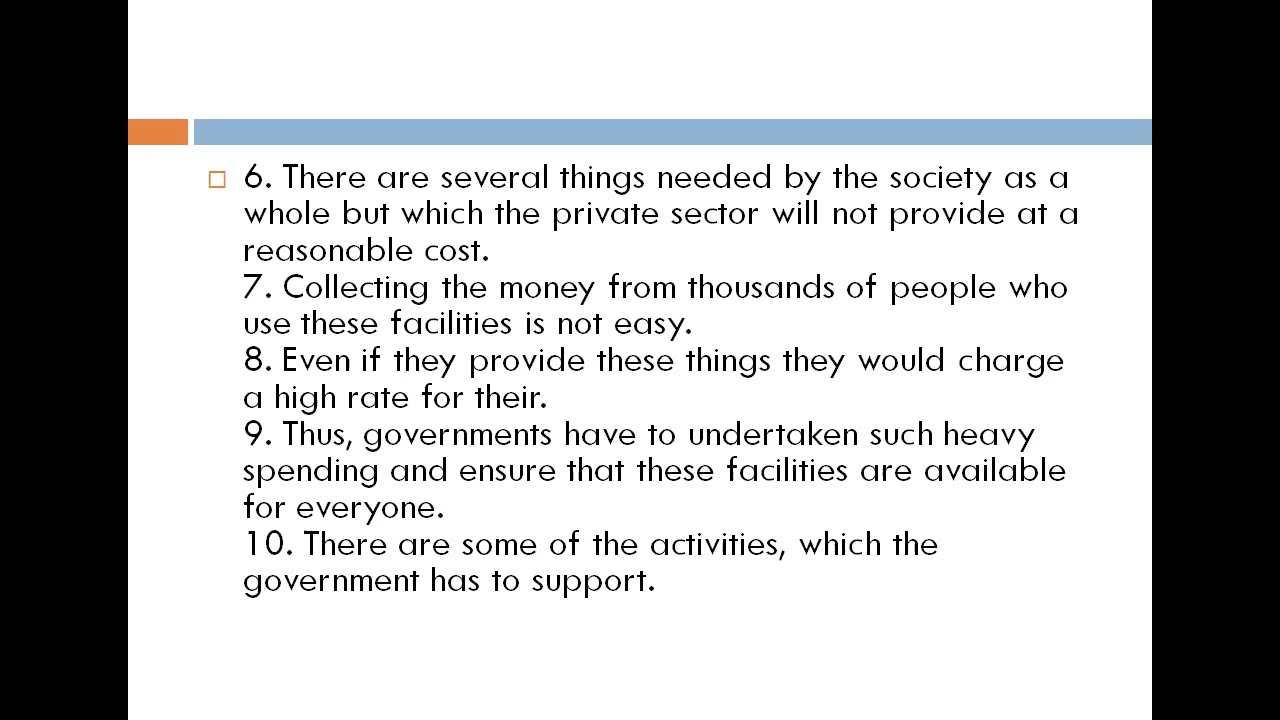 6. There are several things needed by the society as a
whole but which the private sector will not provide at a
reasonable cost.
7. Collecting the money from thousands of people who
use these facilities is not easy.
8. Even if they provide these things they would charge
a high rate for their.
9. Thus, governments have to undertaken such heavy
spending and ensure that these facilities are available
for everyone.
10. There are some of the activities, which the
government has to support.